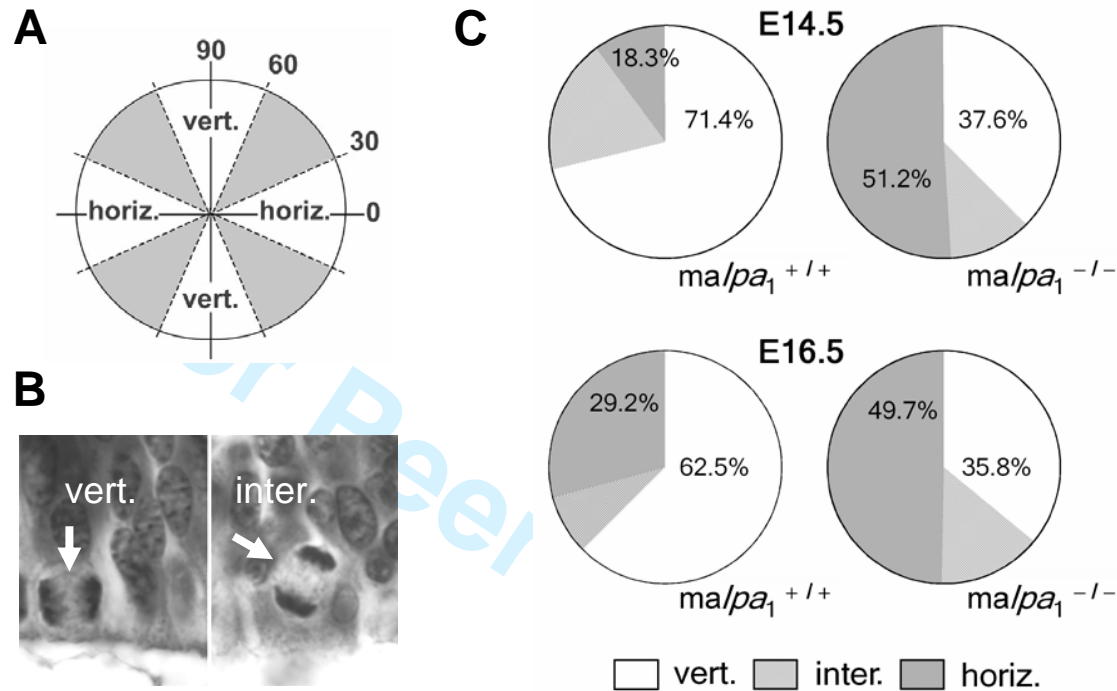 A
90
60
30
0
vert.
horiz.
horiz.
vert.
B
vert.
inter.
C
E14.5
18.3%
71.4%
37.6%
51.2%
malpa₁ +/+
malpa₁ −/−
E16.5
29.2%
62.5%
49.7%
35.8%
malpa₁ +/+
malpa₁ −/−
vert. inter. horiz.
r Peer